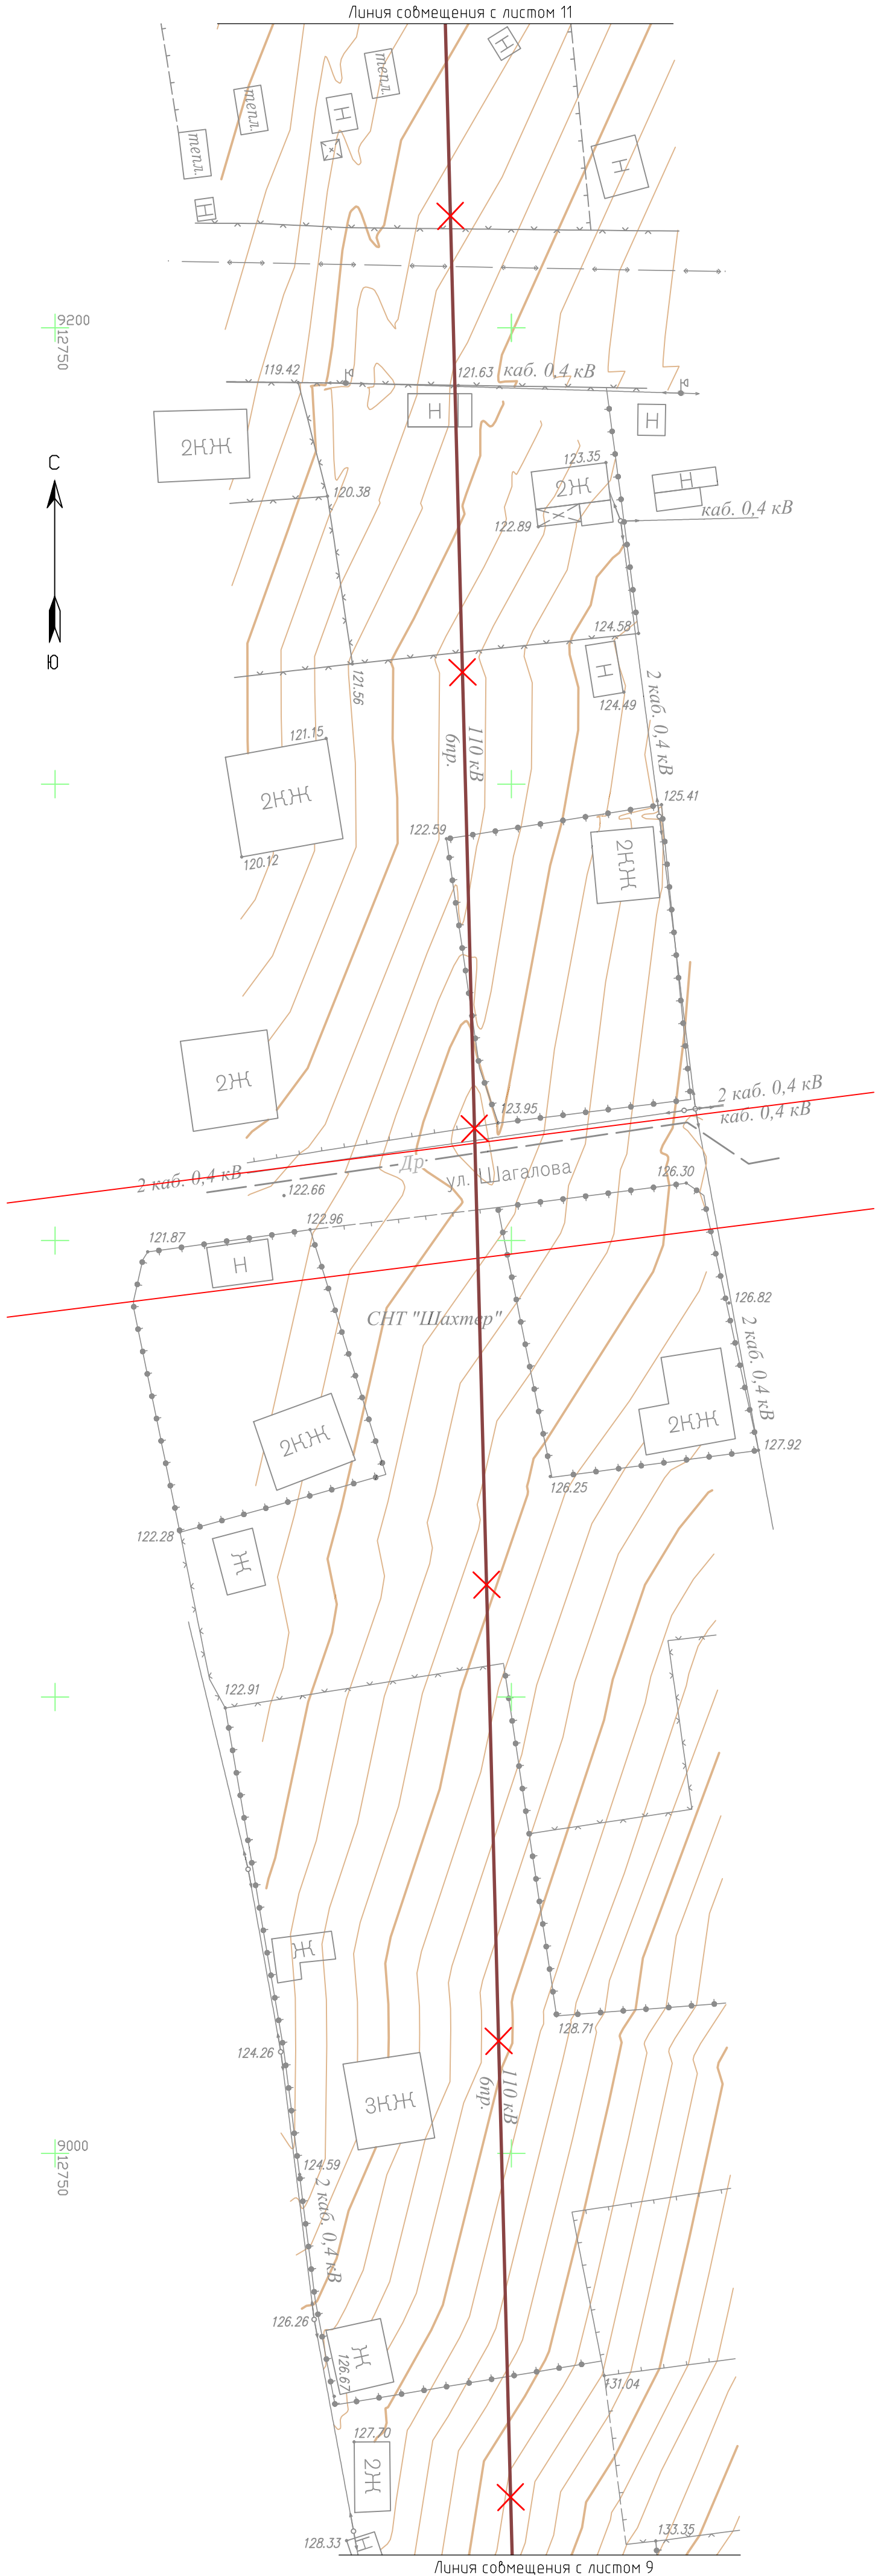 Линия совмещения с листом 11
Н
тепл.
тепл.
Н
тепл.
Н
Н
9200
12750
119.42
121.63
каб. 0,4 кВ
Н
Н
2КЖ
123.35
2Ж
Н
120.38
122.89
каб. 0,4 кВ
С
Ю
124.58
Н
124.49
121.56
2 каб. 0,4 кВ
121.15
110 кВ
6пр.
2КЖ
125.41
122.59
120.12
2КЖ
2Ж
2 каб. 0,4 кВ
123.95
каб. 0,4 кВ
Др.
ул. Шагалова
2 каб. 0,4 кВ
122.66
126.30
122.96
121.87
Н
126.82
СНТ "Шахтер"
2 каб. 0,4 кВ
2КЖ
2КЖ
127.92
126.25
122.28
Ж
122.91
Ж
128.71
124.26
3КЖ
110 кВ
6пр.
9000
12750
124.59
2 каб. 0,4 кВ
126.26
Ж
126.67
131.04
127.70
2Ж
133.35
128.33
Н
Линия совмещения с листом 9